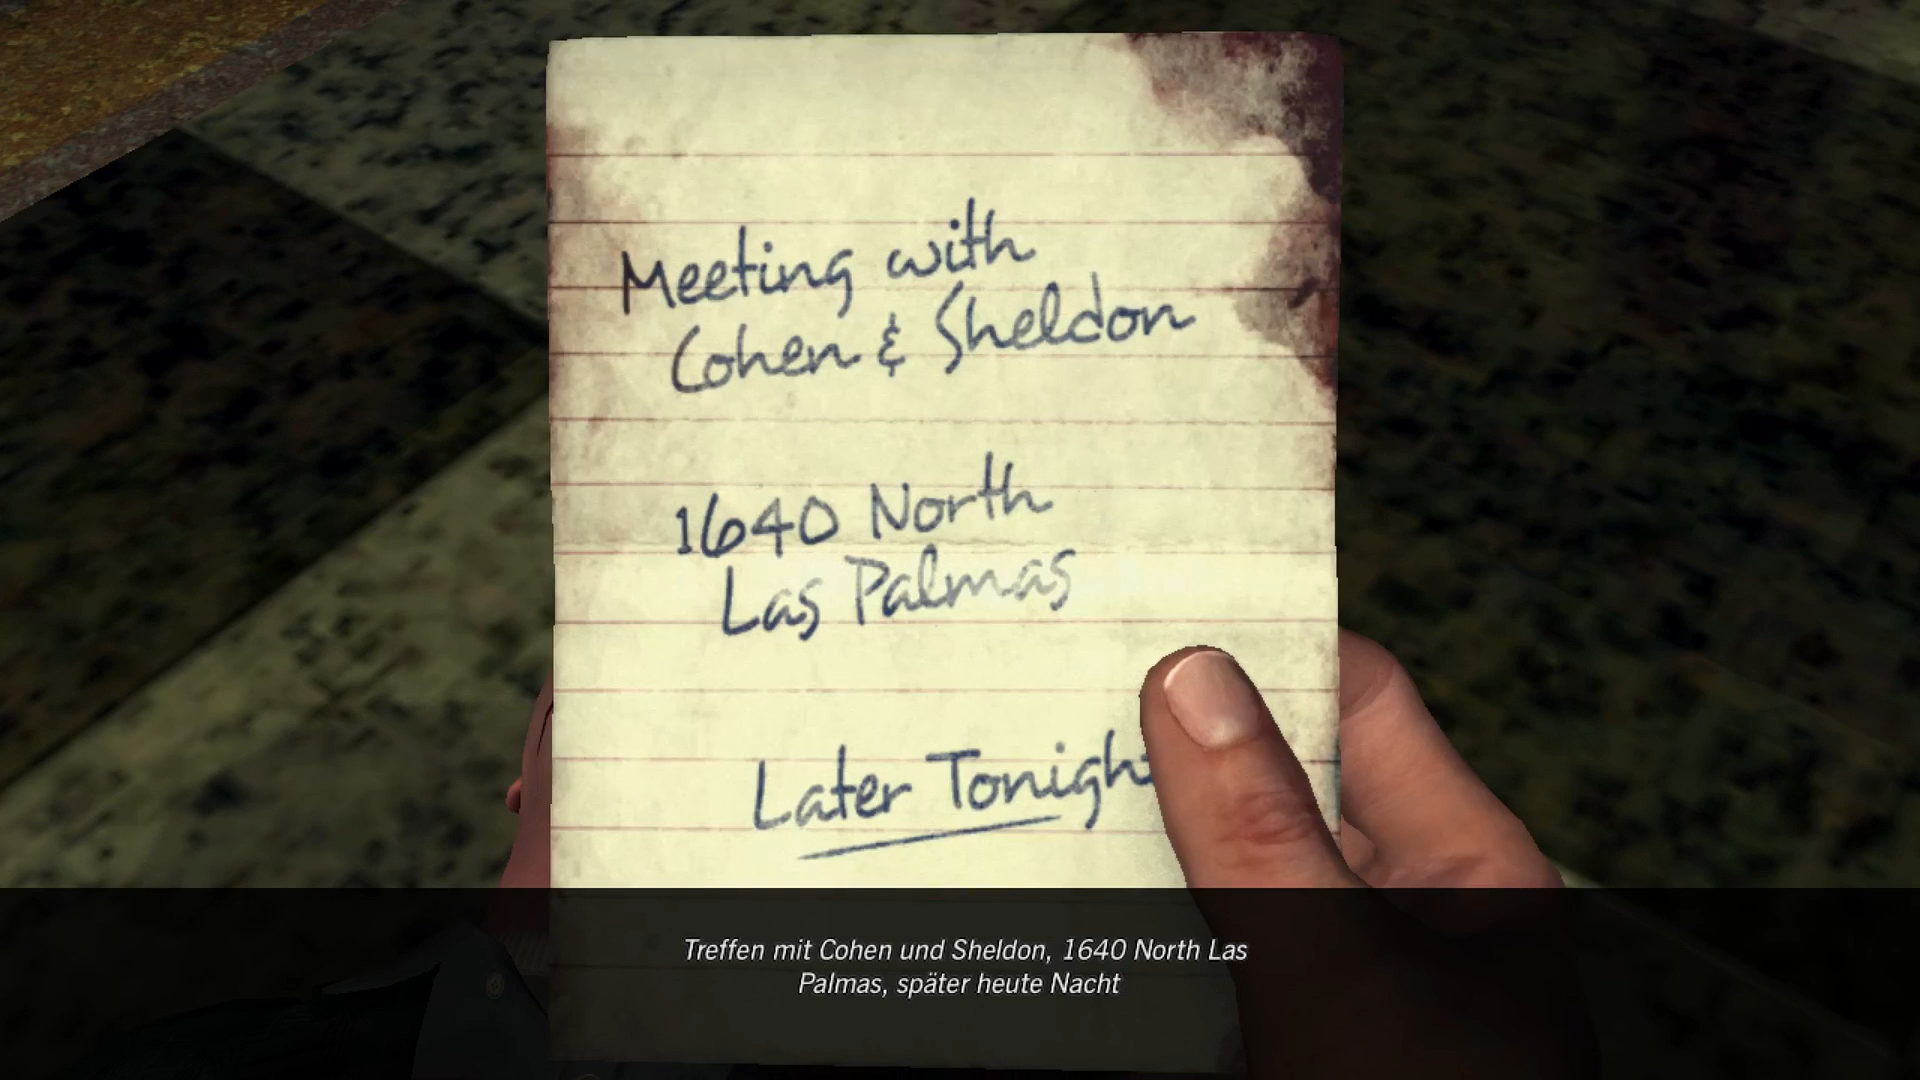 Meeting with
Cohen & Sheldon
1640 North
Las Palmas
Later Tonight
Treffen mit Cohen und Sheldon, 1640 North Las
Palmas, später heute Nacht